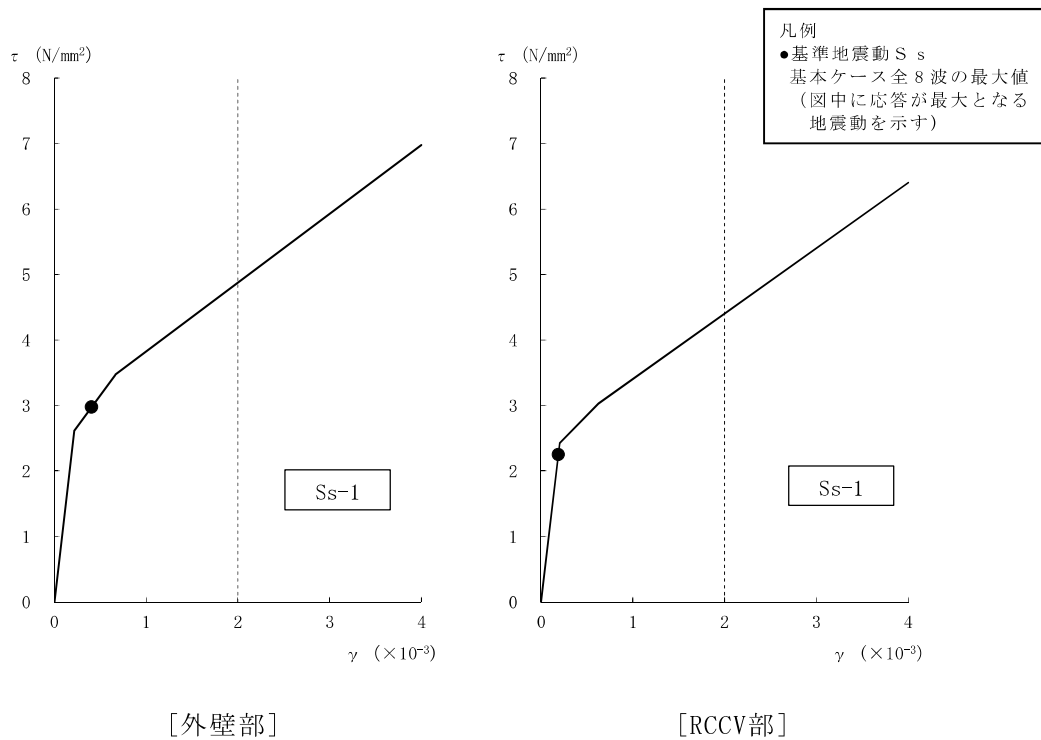 凡例
●基準地震動Ｓｓ
基本ケース全８波の最大値
（図中に応答が最大となる
地震動を示す）
τ (N/mm²)
8
7
6
5
4
3
2
1
0
0 1 2 3 4
γ (×10⁻³)
Ss-1
[外壁部]
τ (N/mm²)
8
7
6
5
4
3
2
1
0
0 1 2 3 4
γ (×10⁻³)
Ss-1
[RCCV部]